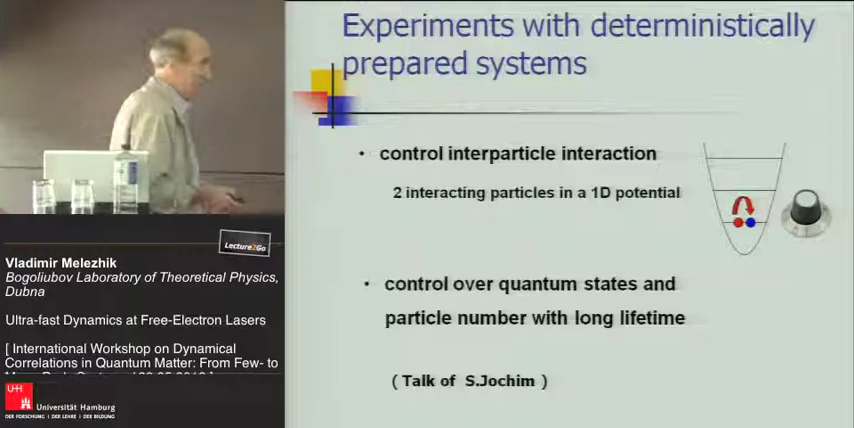 Experiments with deterministically
prepared systems
• control interparticle interaction
2 interacting particles in a 1D potential
• control over quantum states and
particle number with long lifetime
( Talk of S.Jochim )
Lecture2Go
Vladimir Melezhik
Bogoliubov Laboratory of Theoretical Physics,
Dubna
Ultra-fast Dynamics at Free-Electron Lasers
[ International Workshop on Dynamical
Correlations in Quantum Matter: From Few- to
UH
Universität Hamburg
DER FORSCHUNG | DER LEHRE | DER BILDUNG